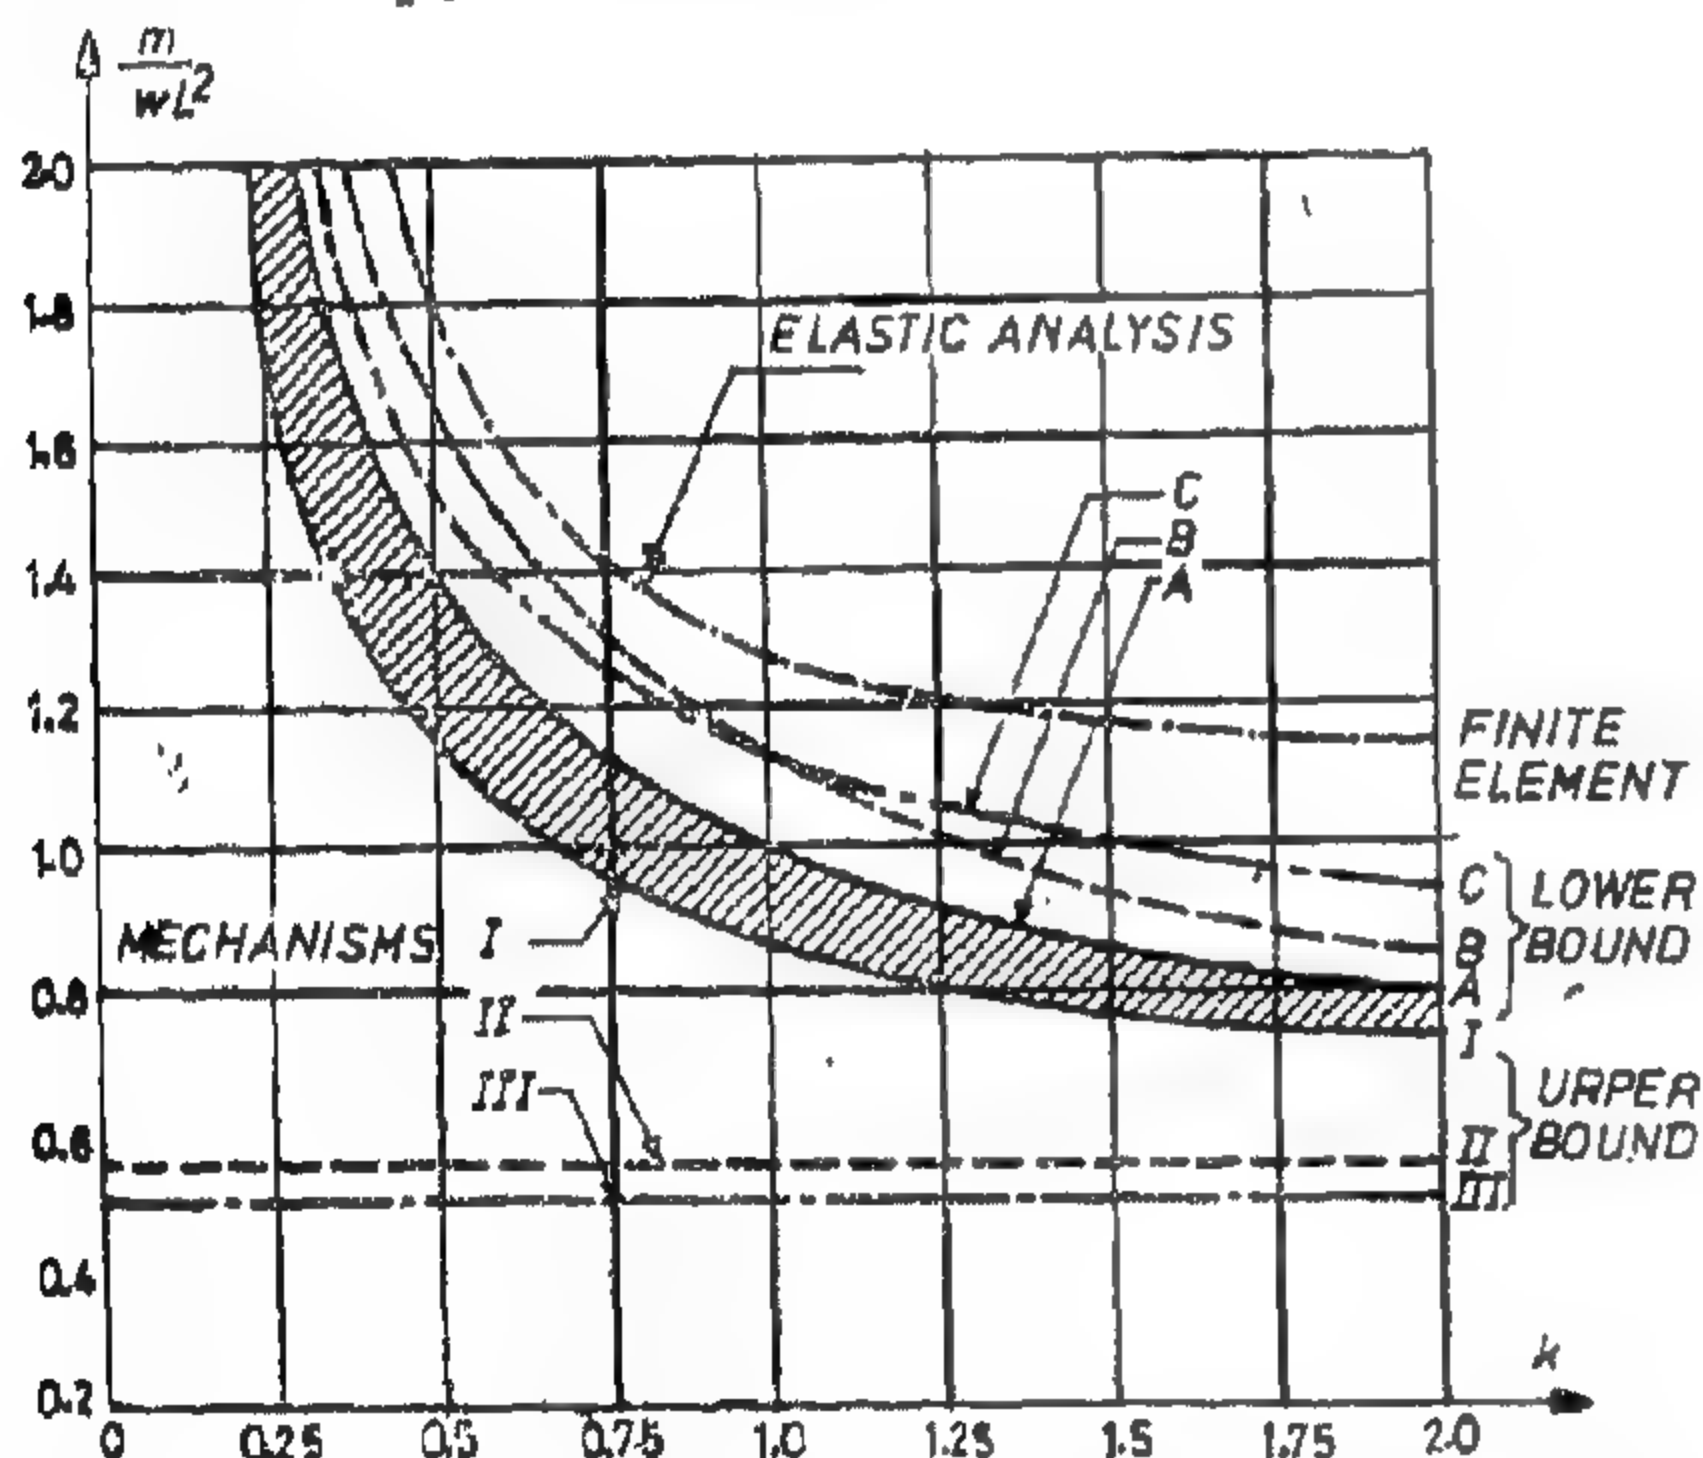 m
wL²
2.0
1.8
ELASTIC ANALYSIS
1.6
C
B
1.4
A
1.2
FINITE
ELEMENT
1.0
C
LOWER
MECHANISMS I
B
BOUND
0.8
A
II
I
III
URPER
0.6
II
BOUND
III
0.4
k
0.2
0 0.25 0.5 0.75 1.0 1.25 1.5 1.75 2.0